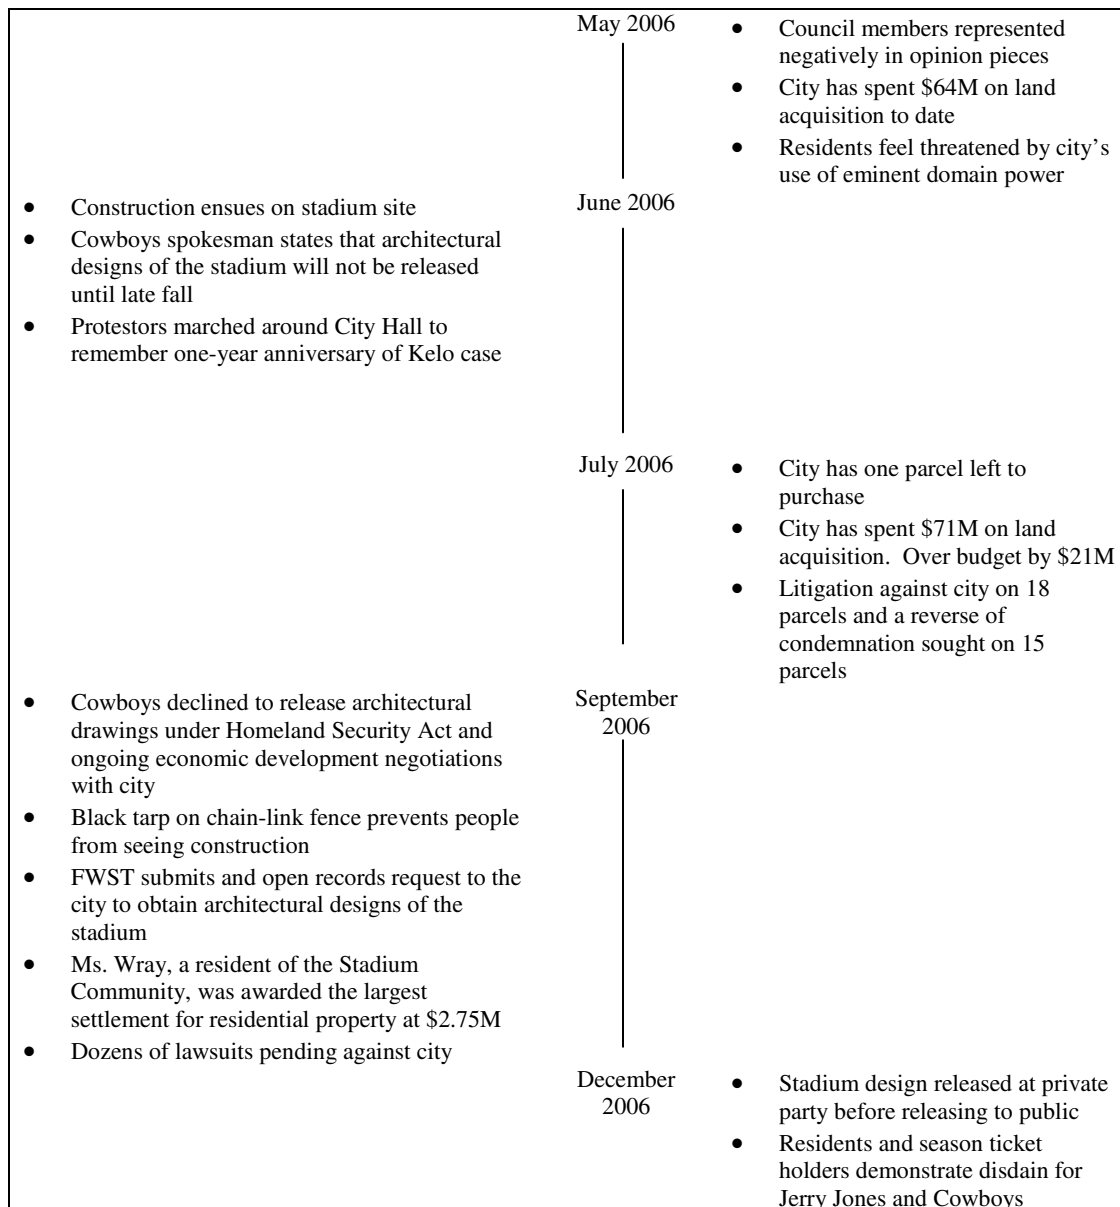 May 2006
• Council members represented
negatively in opinion pieces
• City has spent $64M on land
acquisition to date
• Residents feel threatened by city's
use of eminent domain power
June 2006
• Construction ensues on stadium site
• Cowboys spokesman states that architectural
designs of the stadium will not be released
until late fall
• Protestors marched around City Hall to
remember one-year anniversary of Kelo case
July 2006
• City has one parcel left to
purchase
• City has spent $71M on land
acquisition.  Over budget by $21M
• Litigation against city on 18
parcels and a reverse of
condemnation sought on 15
parcels
September
2006
• Cowboys declined to release architectural
drawings under Homeland Security Act and
ongoing economic development negotiations
with city
• Black tarp on chain-link fence prevents people
from seeing construction
• FWST submits and open records request to the
city to obtain architectural designs of the
stadium
• Ms. Wray, a resident of the Stadium
Community, was awarded the largest
settlement for residential property at $2.75M
• Dozens of lawsuits pending against city
December
2006
• Stadium design released at private
party before releasing to public
• Residents and season ticket
holders demonstrate disdain for
Jerry Jones and Cowboys